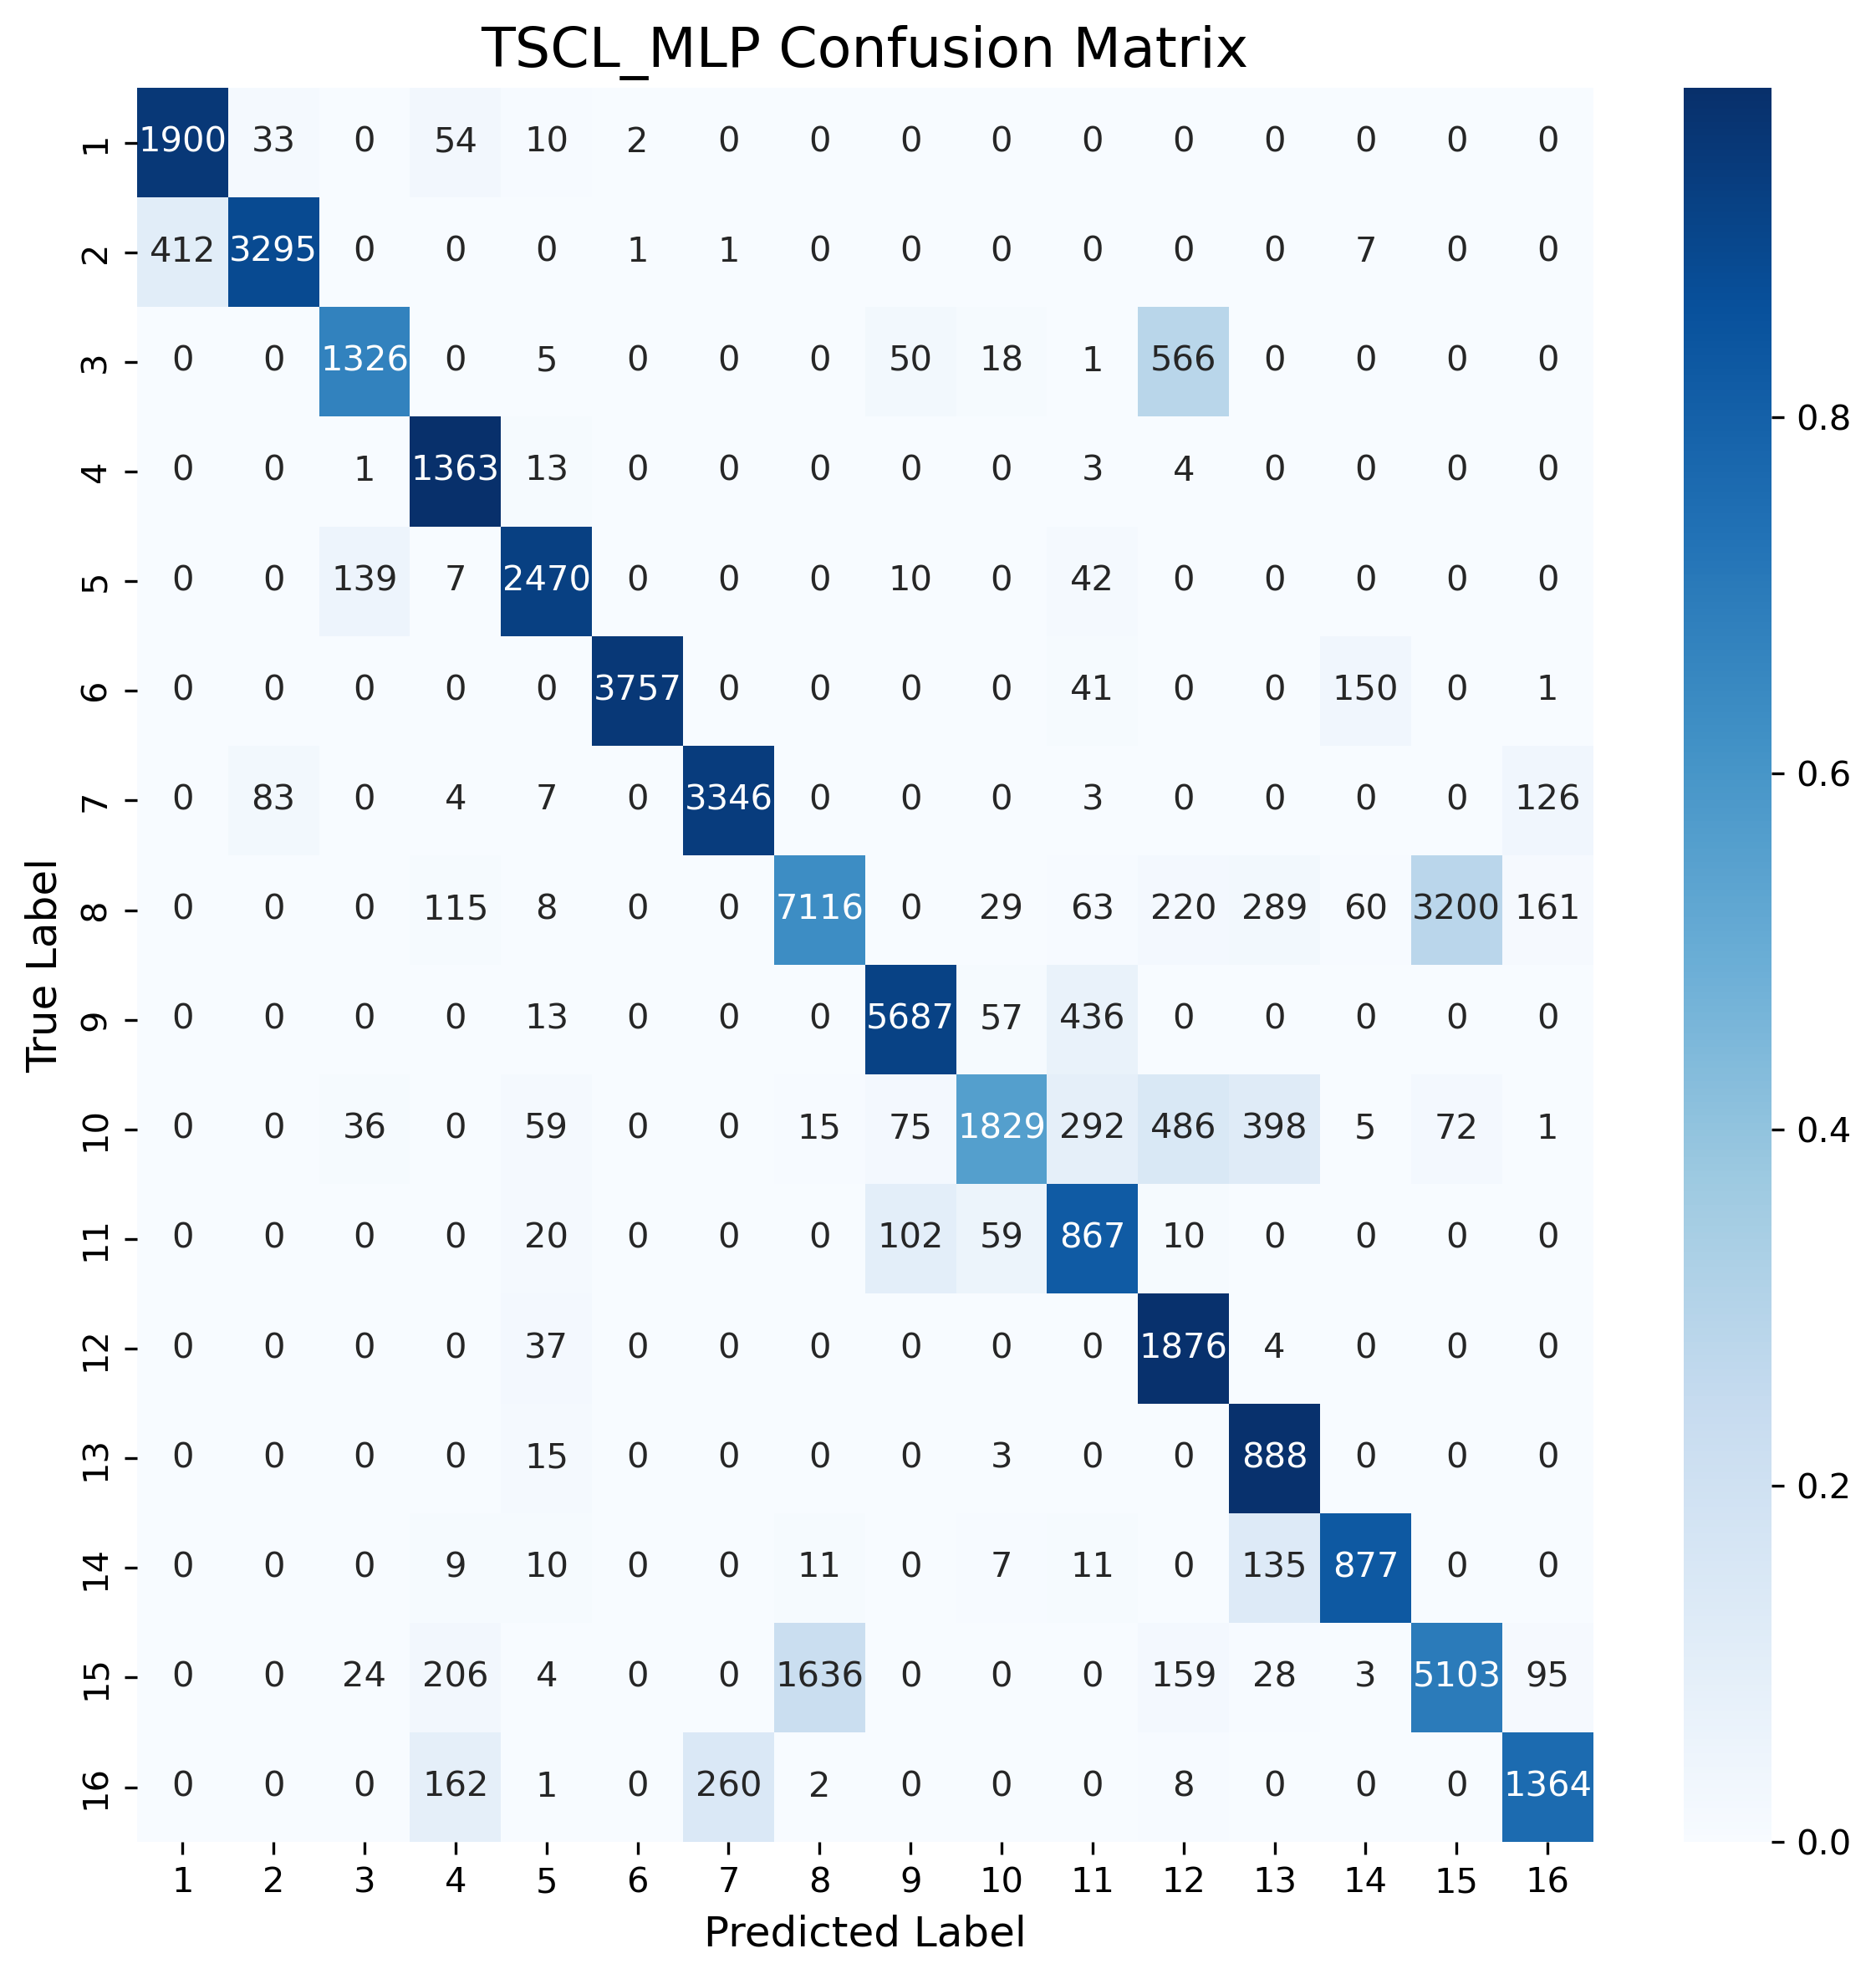 TSCL_MLP Confusion Matrix
1 1900 33 0 54 10 2 0 0 0 0 0 0 0 0 0 0
2 412 3295 0 0 0 1 1 0 0 0 0 0 0 7 0 0
3 0 0 1326 0 5 0 0 0 50 18 1 566 0 0 0 0
0.8
4 0 0 1 1363 13 0 0 0 0 0 3 4 0 0 0 0
5 0 0 139 7 2470 0 0 0 10 0 42 0 0 0 0 0
6 0 0 0 0 0 3757 0 0 0 0 41 0 0 150 0 1
0.6
7 0 83 0 4 7 0 3346 0 0 0 3 0 0 0 0 126
True Label
8 0 0 0 115 8 0 0 7116 0 29 63 220 289 60 3200 161
9 0 0 0 0 13 0 0 0 5687 57 436 0 0 0 0 0
10 0 0 36 0 59 0 0 15 75 1829 292 486 398 5 72 1
0.4
11 0 0 0 0 20 0 0 0 102 59 867 10 0 0 0 0
12 0 0 0 0 37 0 0 0 0 0 0 1876 4 0 0 0
13 0 0 0 0 15 0 0 0 0 3 0 0 888 0 0 0
0.2
14 0 0 0 9 10 0 0 11 0 7 11 0 135 877 0 0
15 0 0 24 206 4 0 0 1636 0 0 0 159 28 3 5103 95
16 0 0 0 162 1 0 260 2 0 0 0 8 0 0 0 1364
0.0
1 2 3 4 5 6 7 8 9 10 11 12 13 14 15 16
Predicted Label